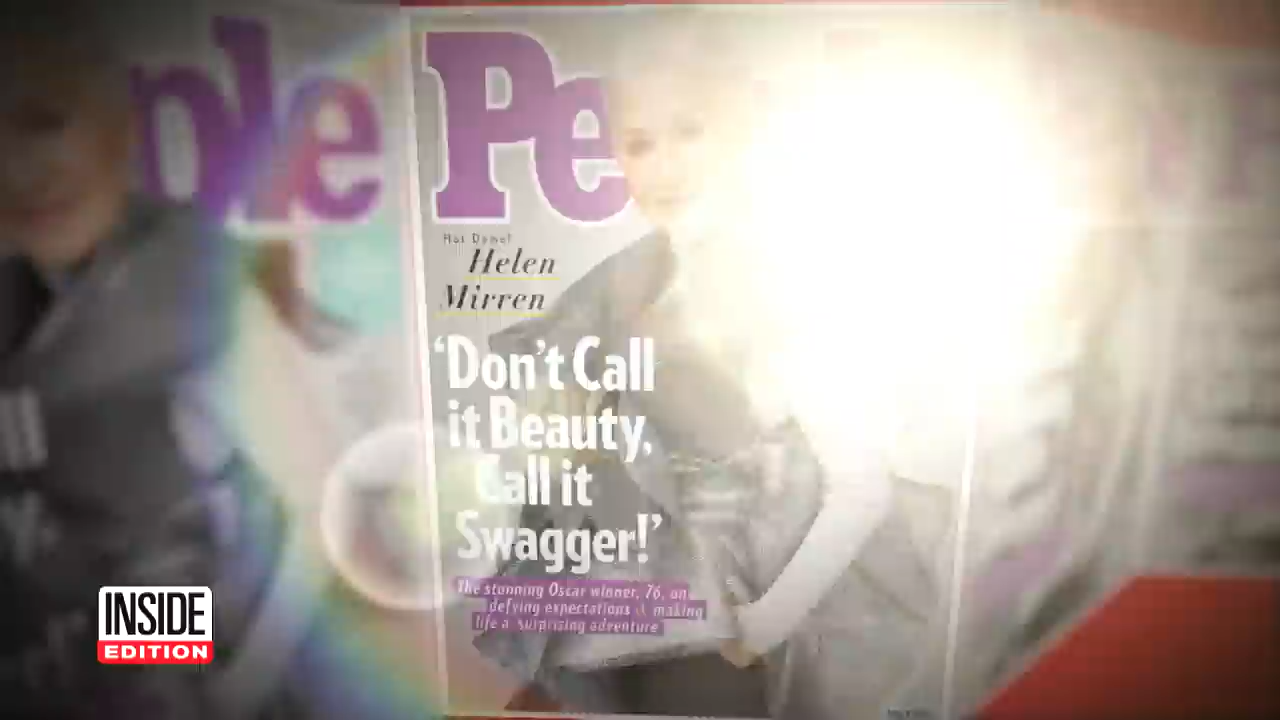 ple
Pe
Hot Dame!
Helen
Mirren
'Don't Call
it Beauty,
Call it
Swagger!'
The stunning Oscar winner, 76, on
defying expectations & making
life a surprising adventure
INSIDE
EDITION